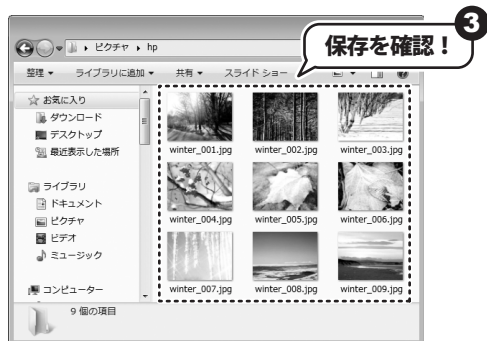 3
保存を確認！
ピクチャ ▸ hp
整理 ▼ ライブラリに追加 ▼ 共有 ▼ スライド ショー
お気に入り
ダウンロード
デスクトップ
最近表示した場所
ライブラリ
ドキュメント
ピクチャ
ビデオ
ミュージック
コンピューター
winter_001.jpg winter_002.jpg winter_003.jpg
winter_004.jpg winter_005.jpg winter_006.jpg
winter_007.jpg winter_008.jpg winter_009.jpg
9 個の項目